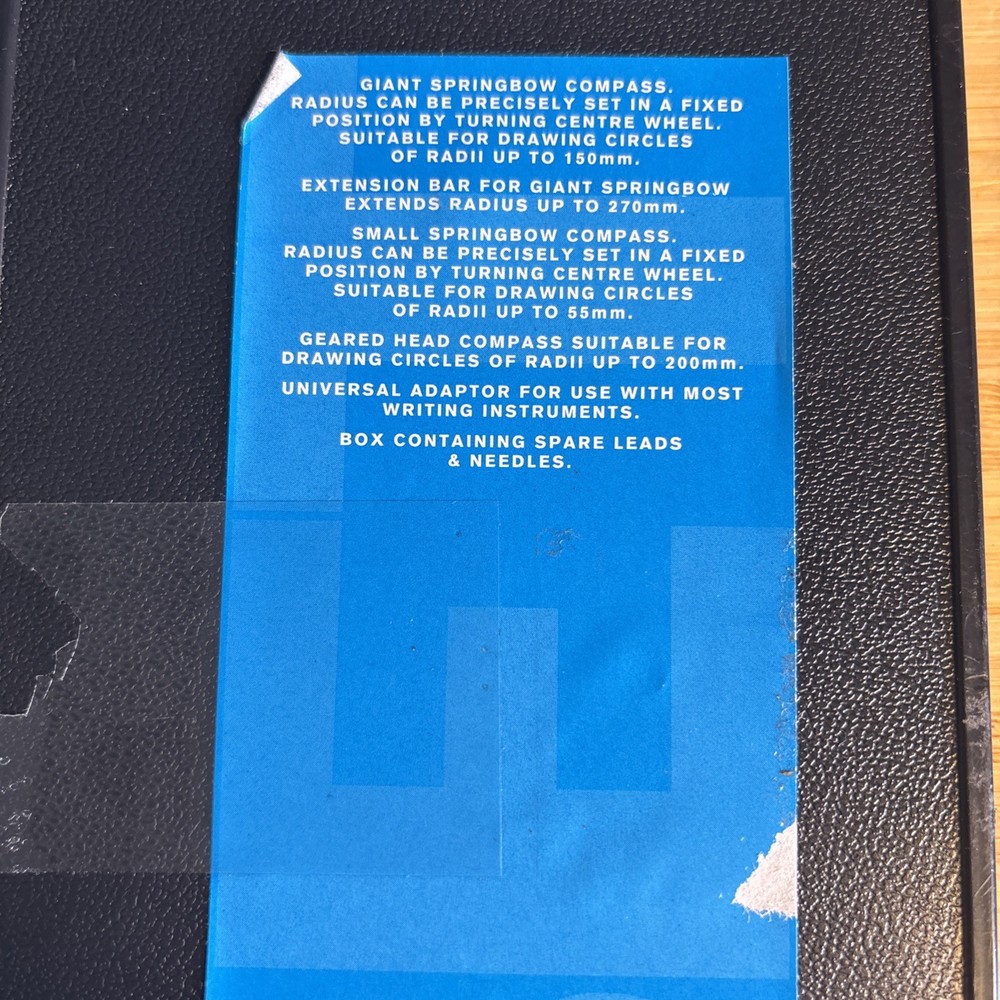 GIANT SPRINGBOW COMPASS.
RADIUS CAN BE PRECISELY SET IN A FIXED
POSITION BY TURNING CENTRE WHEEL.
SUITABLE FOR DRAWING CIRCLES
OF RADII UP TO 150mm.
EXTENSION BAR FOR GIANT SPRINGBOW
EXTENDS RADIUS UP TO 270mm.
SMALL SPRINGBOW COMPASS.
RADIUS CAN BE PRECISELY SET IN A FIXED
POSITION BY TURNING CENTRE WHEEL.
SUITABLE FOR DRAWING CIRCLES
OF RADII UP TO 55mm.
GEARED HEAD COMPASS SUITABLE FOR
DRAWING CIRCLES OF RADII UP TO 200mm.
UNIVERSAL ADAPTOR FOR USE WITH MOST
WRITING INSTRUMENTS.
BOX CONTAINING SPARE LEADS
& NEEDLES.